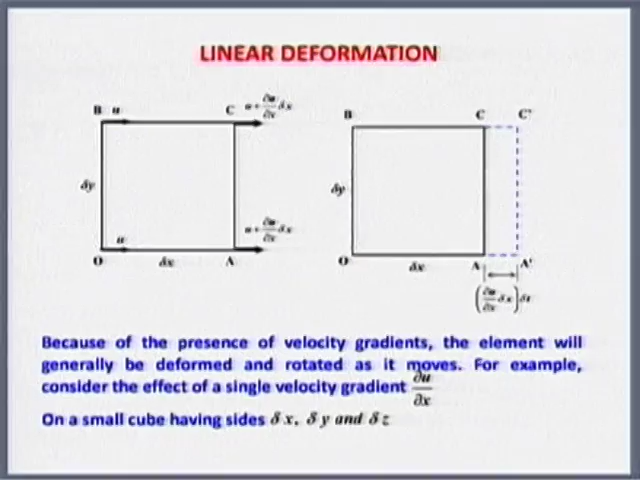 LINEAR DEFORMATION
B u C u + ∂u/∂x δx
B C C'
δy
δy
u u + ∂u/∂x δx
O δx A
O δx A A'
(∂u/∂x δx) δt
Because of the presence of velocity gradients, the element will
generally be deformed and rotated as it moves. For example,
consider the effect of a single velocity gradient ∂u/∂x
On a small cube having sides δx, δy and δz